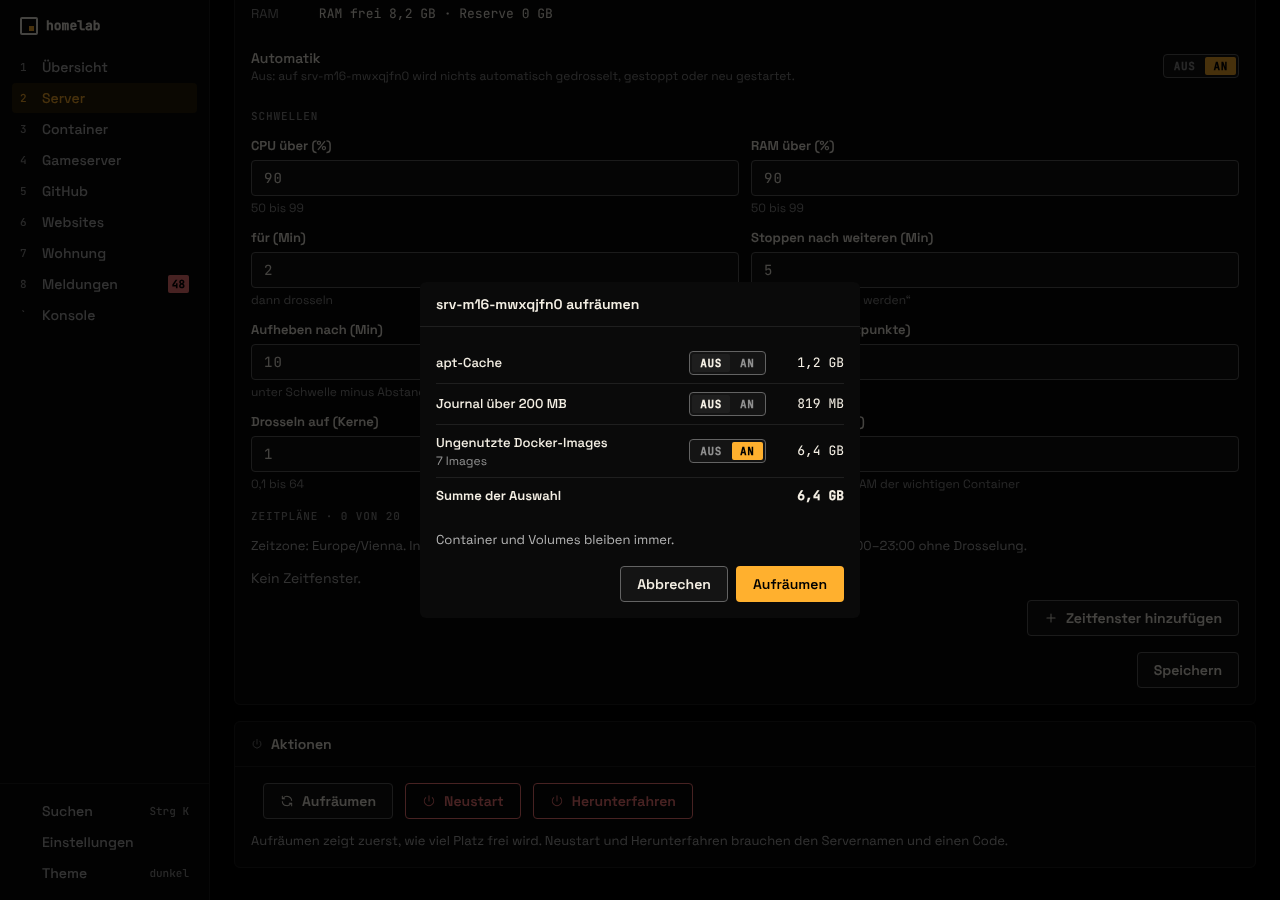 homelab
RAM RAM frei 8,2 GB · Reserve 0 GB
1 Übersicht
2 Server
3 Container
4 Gameserver
5 GitHub
6 Websites
7 Wohnung
8 Meldungen 48
` Konsole
Automatik
Aus: auf srv-m16-mwxqjfn0 wird nichts automatisch gedrosselt, gestoppt oder neu gestartet.
AUS AN
SCHWELLEN
CPU über (%) RAM über (%)
90 90
50 bis 99 50 bis 99
für (Min) Stoppen nach weiteren (Min)
2 5
dann drosseln werden"
Aufheben nach (Min) punkte)
10
unter Schwelle minus Abstan
Drosseln auf (Kerne) )
1
0,1 bis 64 AM der wichtigen Container
ZEITPLÄNE · 0 VON 20
Zeitzone: Europe/Vienna. In 00–23:00 ohne Drosselung.
Kein Zeitfenster.
+ Zeitfenster hinzufügen
Speichern
srv-m16-mwxqjfn0 aufräumen
apt-Cache AUS AN 1,2 GB
Journal über 200 MB AUS AN 819 MB
Ungenutzte Docker-Images AUS AN 6,4 GB
7 Images
Summe der Auswahl 6,4 GB
Container und Volumes bleiben immer.
Abbrechen Aufräumen
Aktionen
Aufräumen Neustart Herunterfahren
Aufräumen zeigt zuerst, wie viel Platz frei wird. Neustart und Herunterfahren brauchen den Servernamen und einen Code.
Suchen Strg K
Einstellungen
Theme dunkel